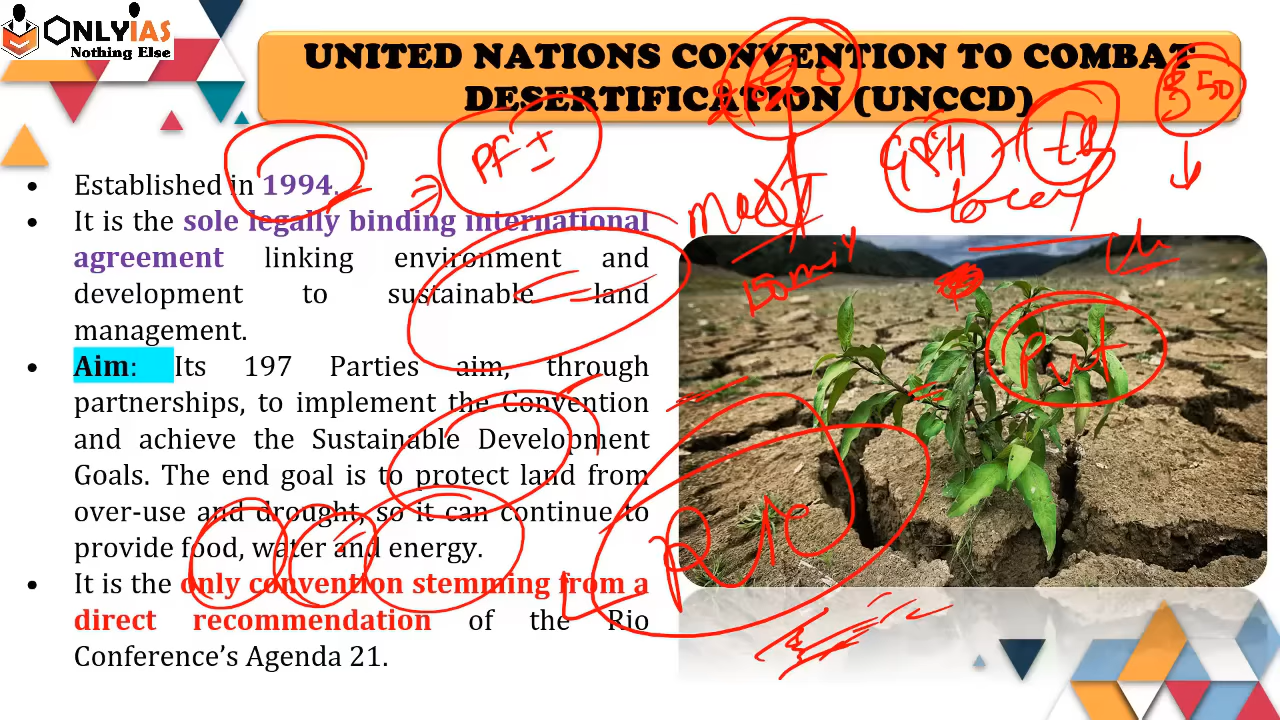 ONLYIAS
Nothing Else
UNITED NATIONS CONVENTION TO COMBAT
DESERTIFICATION (UNCCD)
$50
PF±
• Established in 1994.
• It is the sole legally binding international
agreement linking environment and
development to sustainable land
management.
• Aim: Its 197 Parties aim, through
partnerships, to implement the Convention
and achieve the Sustainable Development
Goals. The end goal is to protect land from
over-use and drought, so it can continue to
provide food, water and energy.
• It is the only convention stemming from a
direct recommendation of the Rio
Conference's Agenda 21.
Put